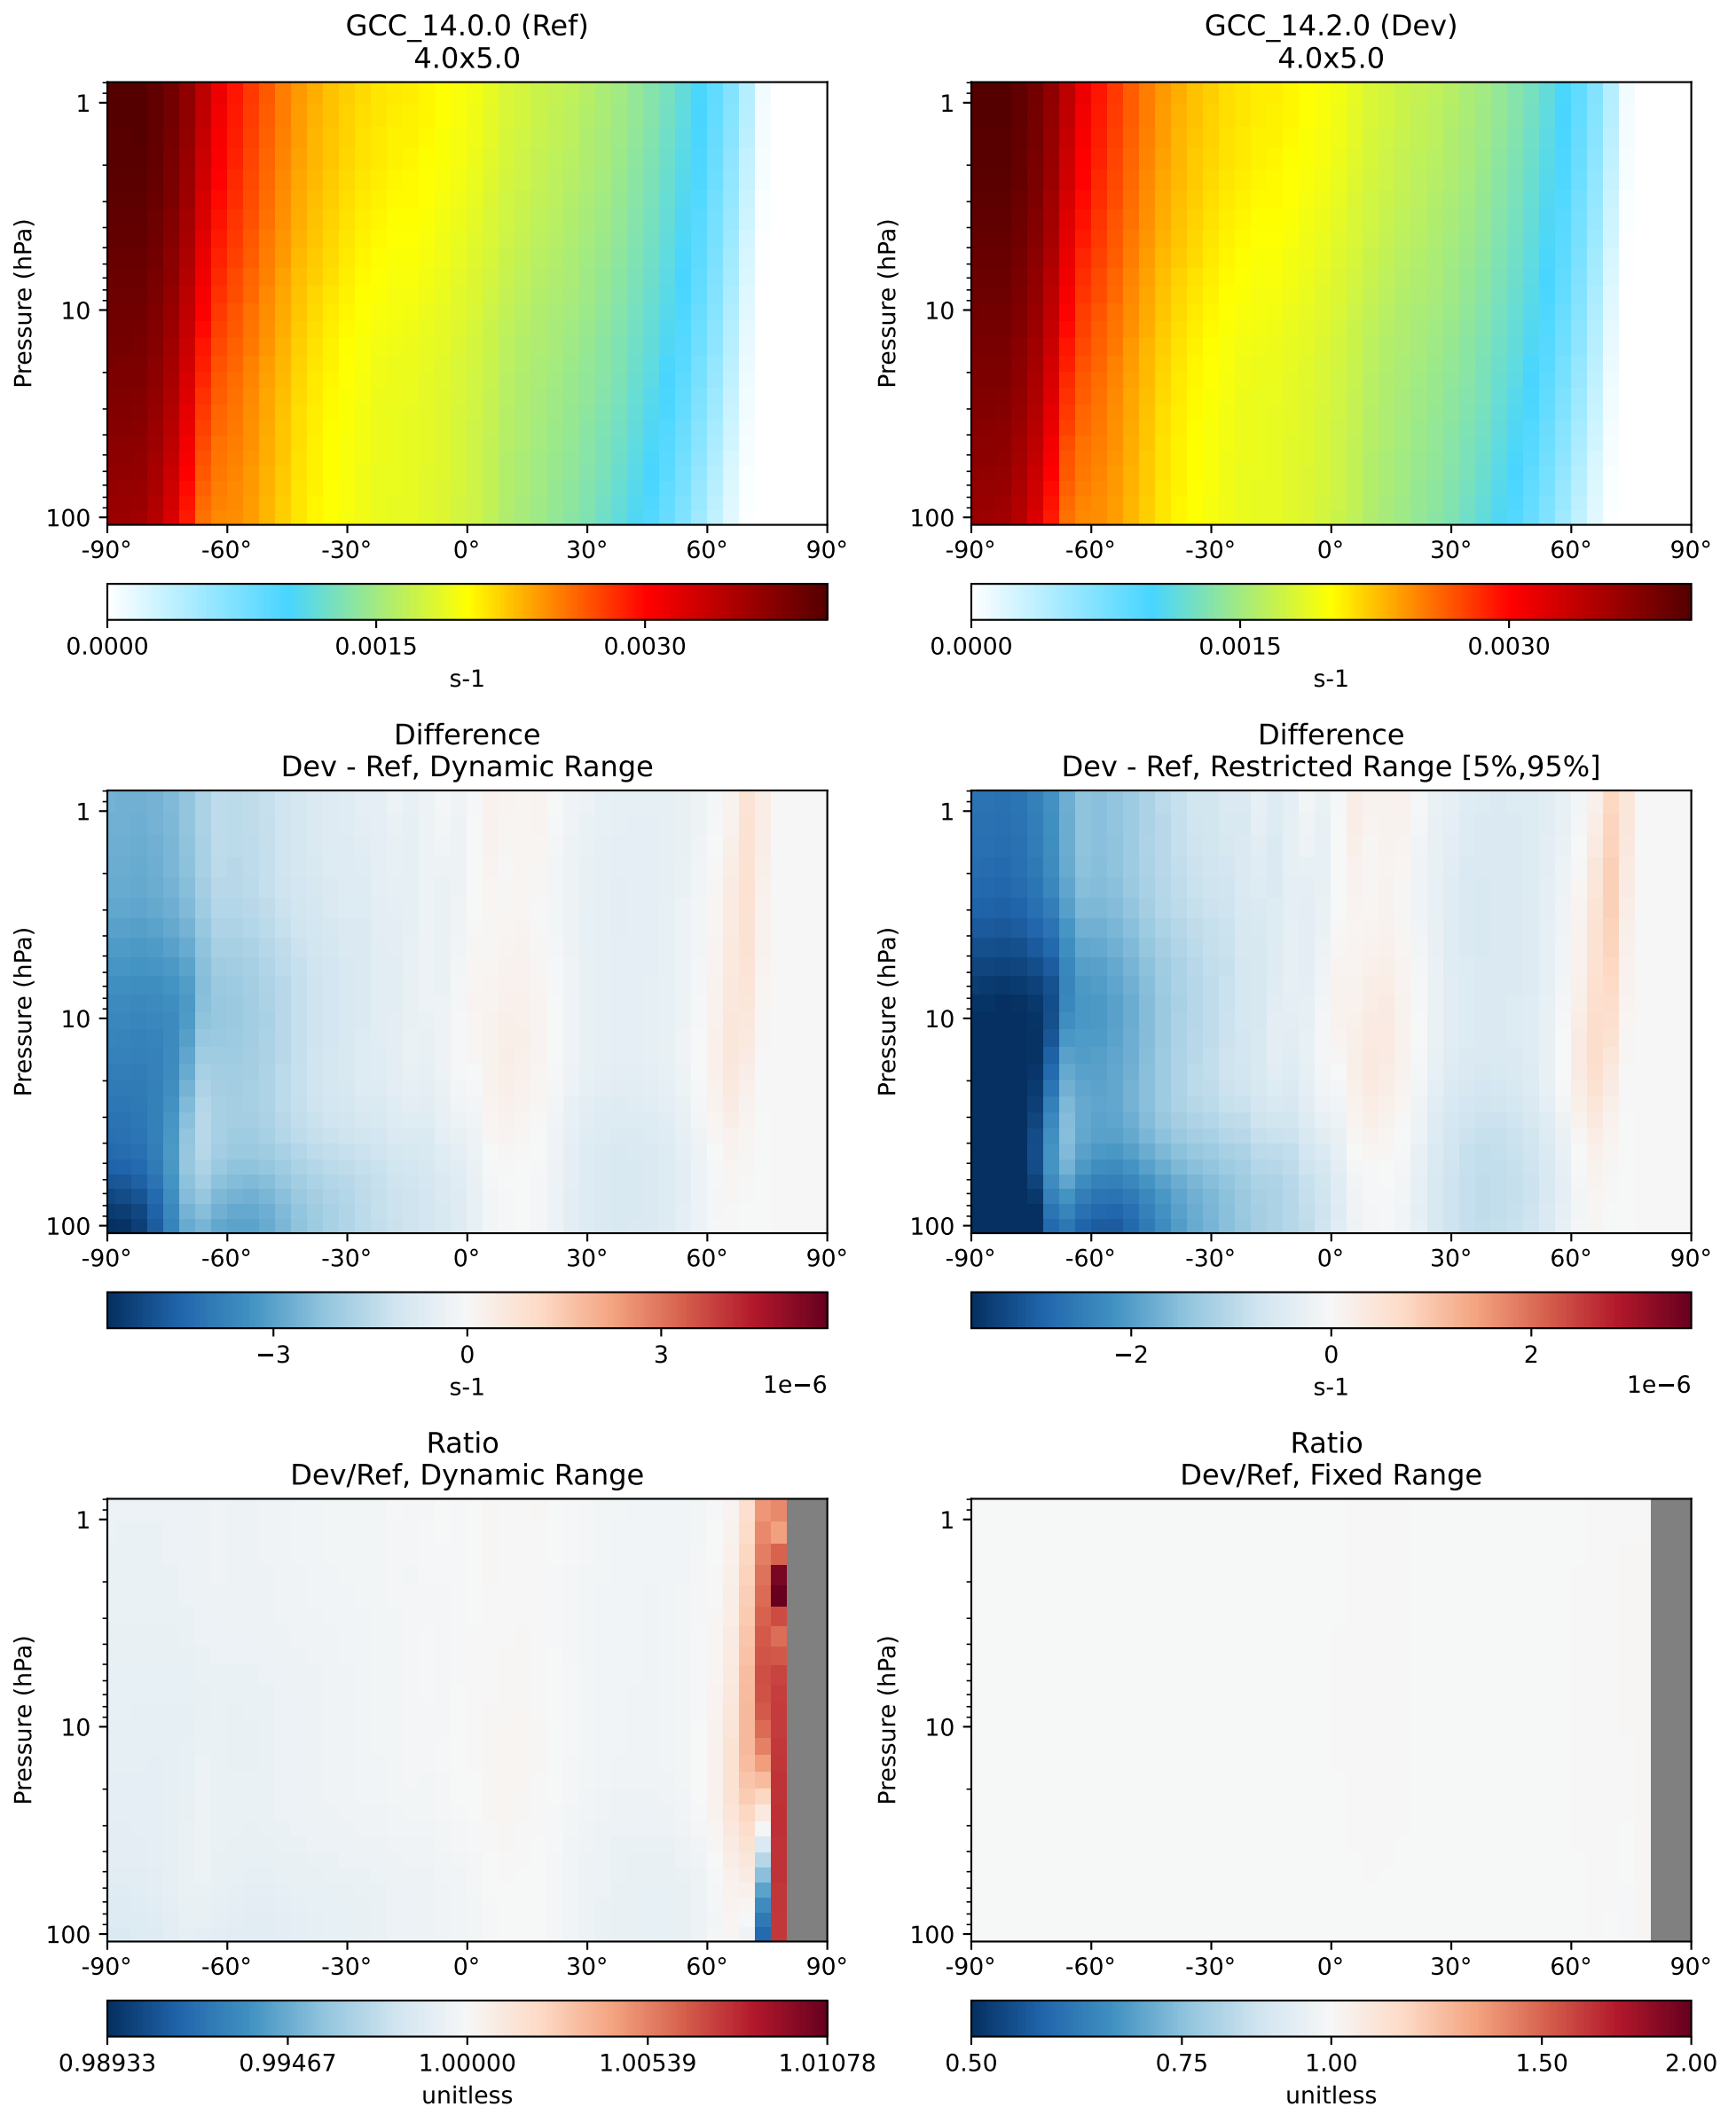 GCC_14.0.0 (Ref)
4.0x5.0
Pressure (hPa)
1
10
100
-90° -60° -30° 0° 30° 60° 90°
0.0000 0.0015 0.0030
s-1
GCC_14.2.0 (Dev)
4.0x5.0
Pressure (hPa)
1
10
100
-90° -60° -30° 0° 30° 60° 90°
0.0000 0.0015 0.0030
s-1
Difference
Dev - Ref, Dynamic Range
Pressure (hPa)
1
10
100
-90° -60° -30° 0° 30° 60° 90°
−3 0 3
s-1
1e−6
Difference
Dev - Ref, Restricted Range [5%,95%]
Pressure (hPa)
1
10
100
-90° -60° -30° 0° 30° 60° 90°
−2 0 2
s-1
1e−6
Ratio
Dev/Ref, Dynamic Range
Pressure (hPa)
1
10
100
-90° -60° -30° 0° 30° 60° 90°
0.98933 0.99467 1.00000 1.00539 1.01078
unitless
Ratio
Dev/Ref, Fixed Range
Pressure (hPa)
1
10
100
-90° -60° -30° 0° 30° 60° 90°
0.50 0.75 1.00 1.50 2.00
unitless